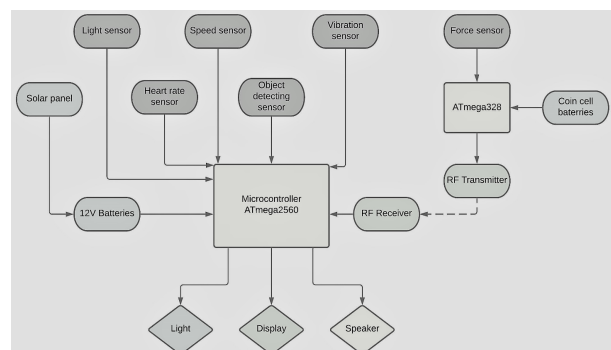 Light sensor
Speed sensor
Vibration
sensor
Force sensor
Solar panel
Heart rate
sensor
Object
detecting
sensor
ATmega328
Coin cell
baterries
Microcontroller
ATmega2560
RF Transmitter
12V Batteries
RF Receiver
Light
Display
Speaker